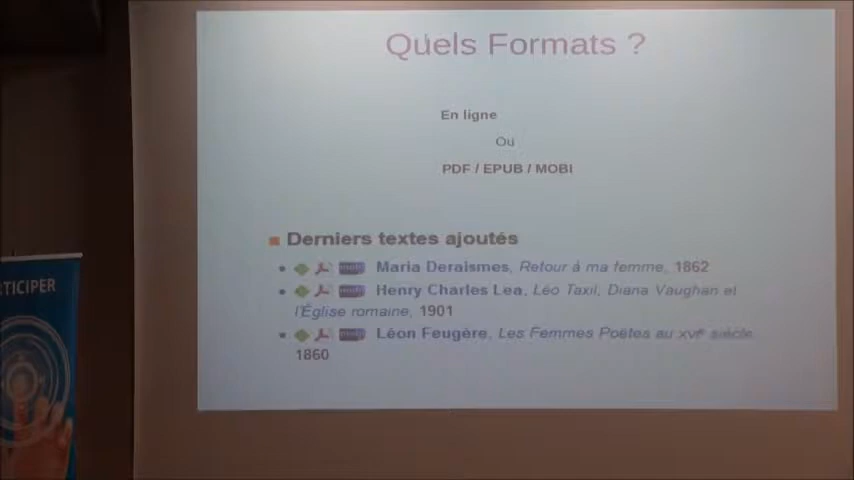 Quels Formats ?
En ligne
Ou
PDF / EPUB / MOBI
Derniers textes ajoutés
Maria Deraismes, Retour à ma femme, 1862
Henry Charles Lea, Léo Taxil, Diana Vaughan et
l'Église romaine, 1901
Léon Feugère, Les Femmes Poëtes au XVIe siècle,
1860
TICIPER